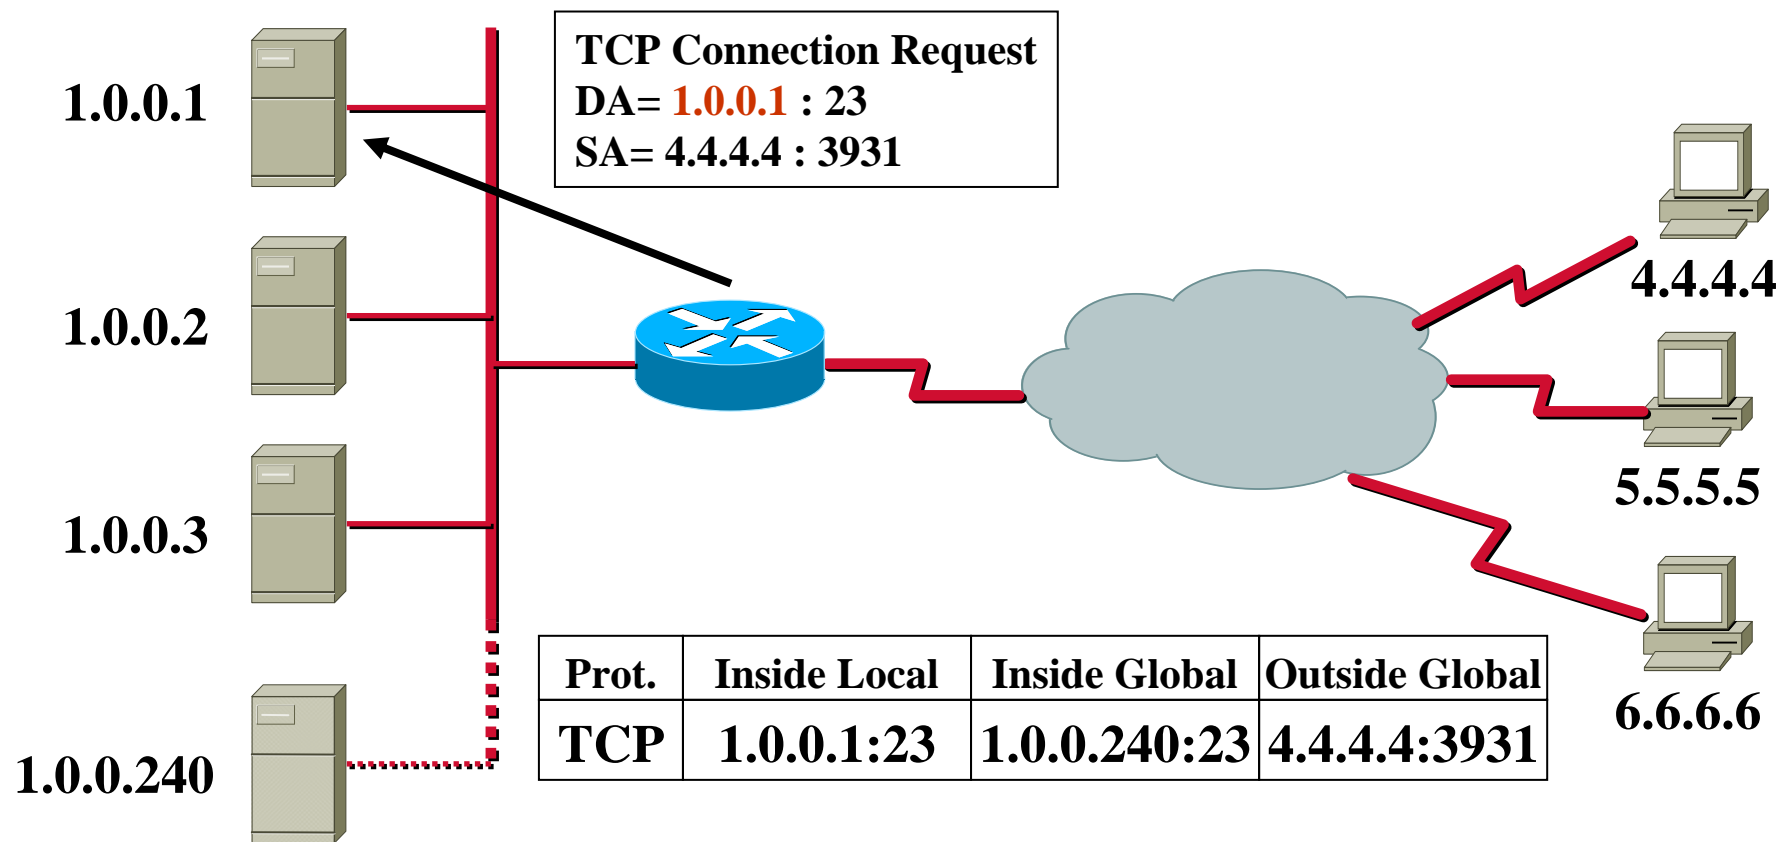 TCP Connection Request
DA= 1.0.0.1 : 23
SA= 4.4.4.4 : 3931
1.0.0.1
1.0.0.2
1.0.0.3
1.0.0.240
4.4.4.4
5.5.5.5
6.6.6.6
Prot. Inside Local Inside Global Outside Global
TCP 1.0.0.1:23 1.0.0.240:23 4.4.4.4:3931